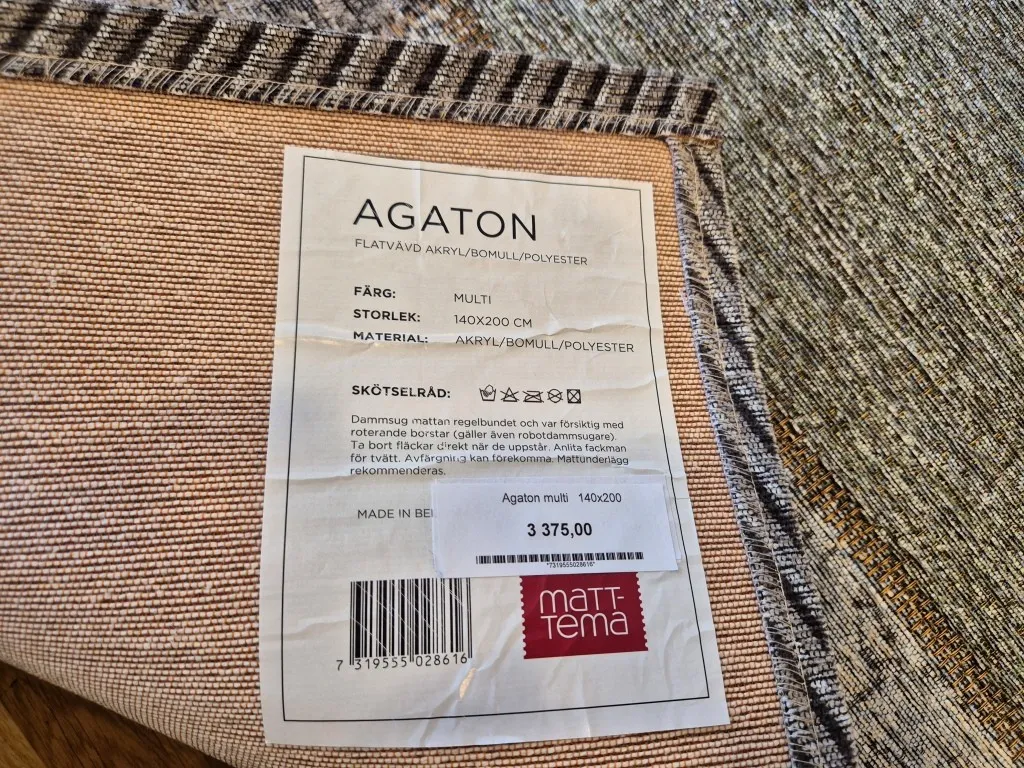 AGATON
FLATVÄVD AKRYL/BOMULL/POLYESTER
FÄRG: MULTI
STORLEK: 140X200 CM
MATERIAL: AKRYL/BOMULL/POLYESTER
SKÖTSELRÅD:
Dammsug mattan regelbundet och var försiktig med
roterande borstar (gäller även robotdammsugare).
Ta bort fläckar direkt när de uppstår. Anlita fackman
för tvätt. Avfärgning kan förekomma. Mattunderlägg
rekommenderas.
MADE IN
Agaton multi 140x200
3 375,00
*7319555028616*
7 319555 028616
MATT-
TEMA